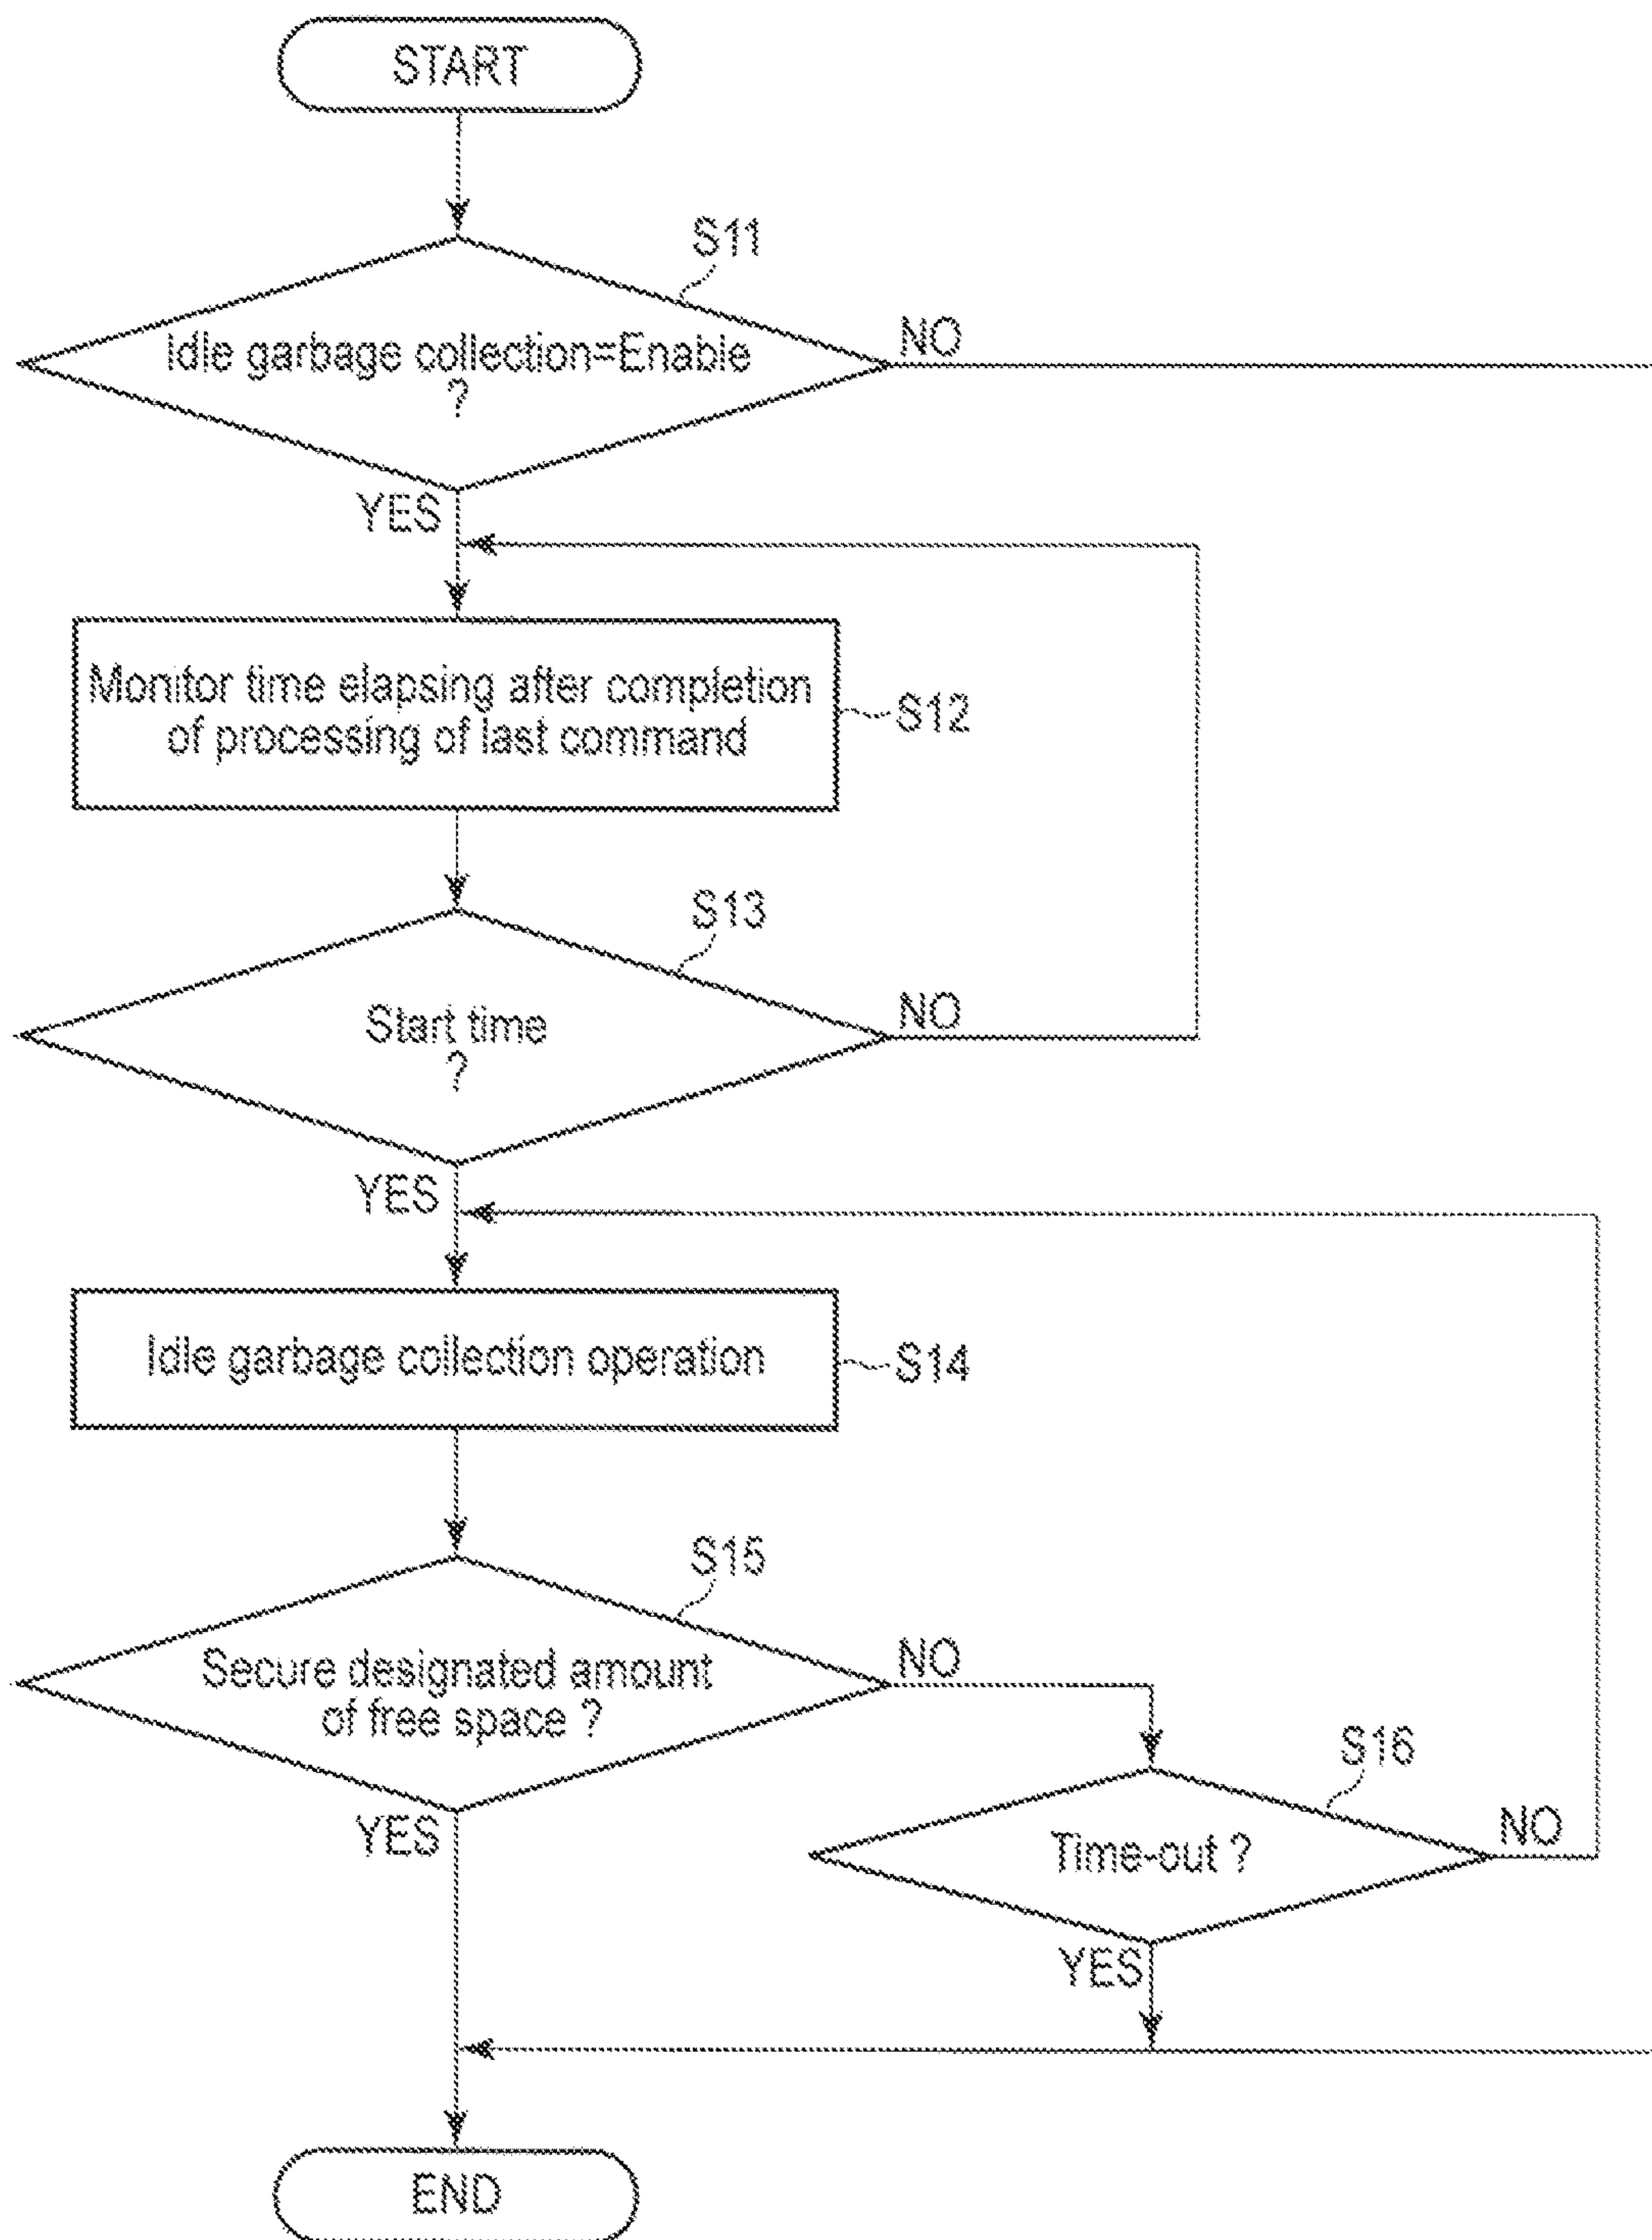 START
S11
Idle garbage collection=Enable
?
NO
YES
Monitor time elapsing after completion
of processing of last command
S12
S13
Start time
?
NO
YES
Idle garbage collection operation
S14
S15
Secure designated amount
of free space ?
NO
YES
S16
Time-out ?
NO
YES
END